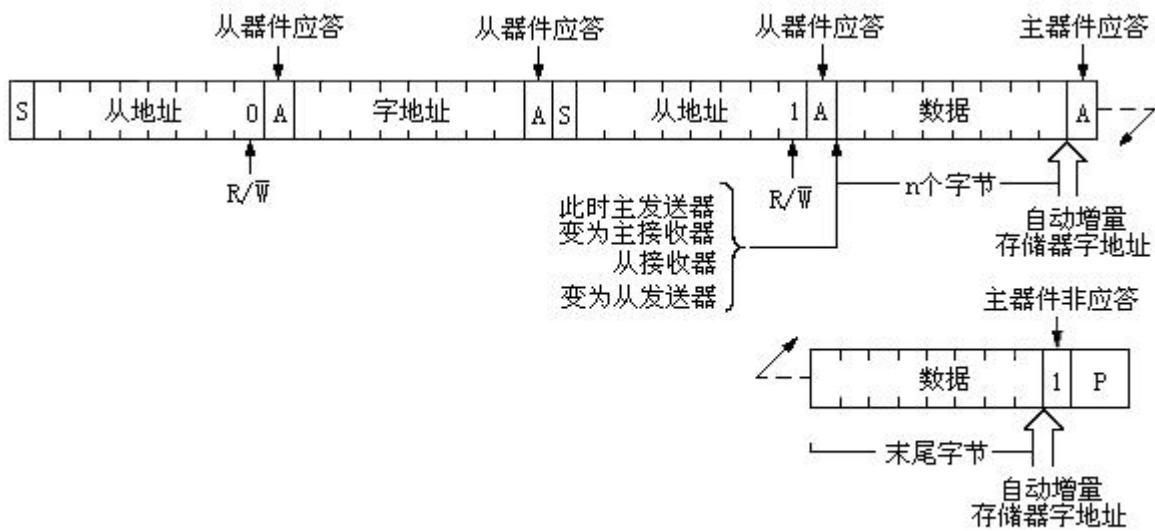 从器件应答 从器件应答 从器件应答 主器件应答
S 从地址 0 A 字地址 A S 从地址 1 A 数据 A
R/W̅ R/W̅ n个字节
此时主发送器
变为主接收器
从接收器
变为从发送器
自动增量
存储器字地址
主器件非应答
数据 1 P
末尾字节
自动增量
存储器字地址